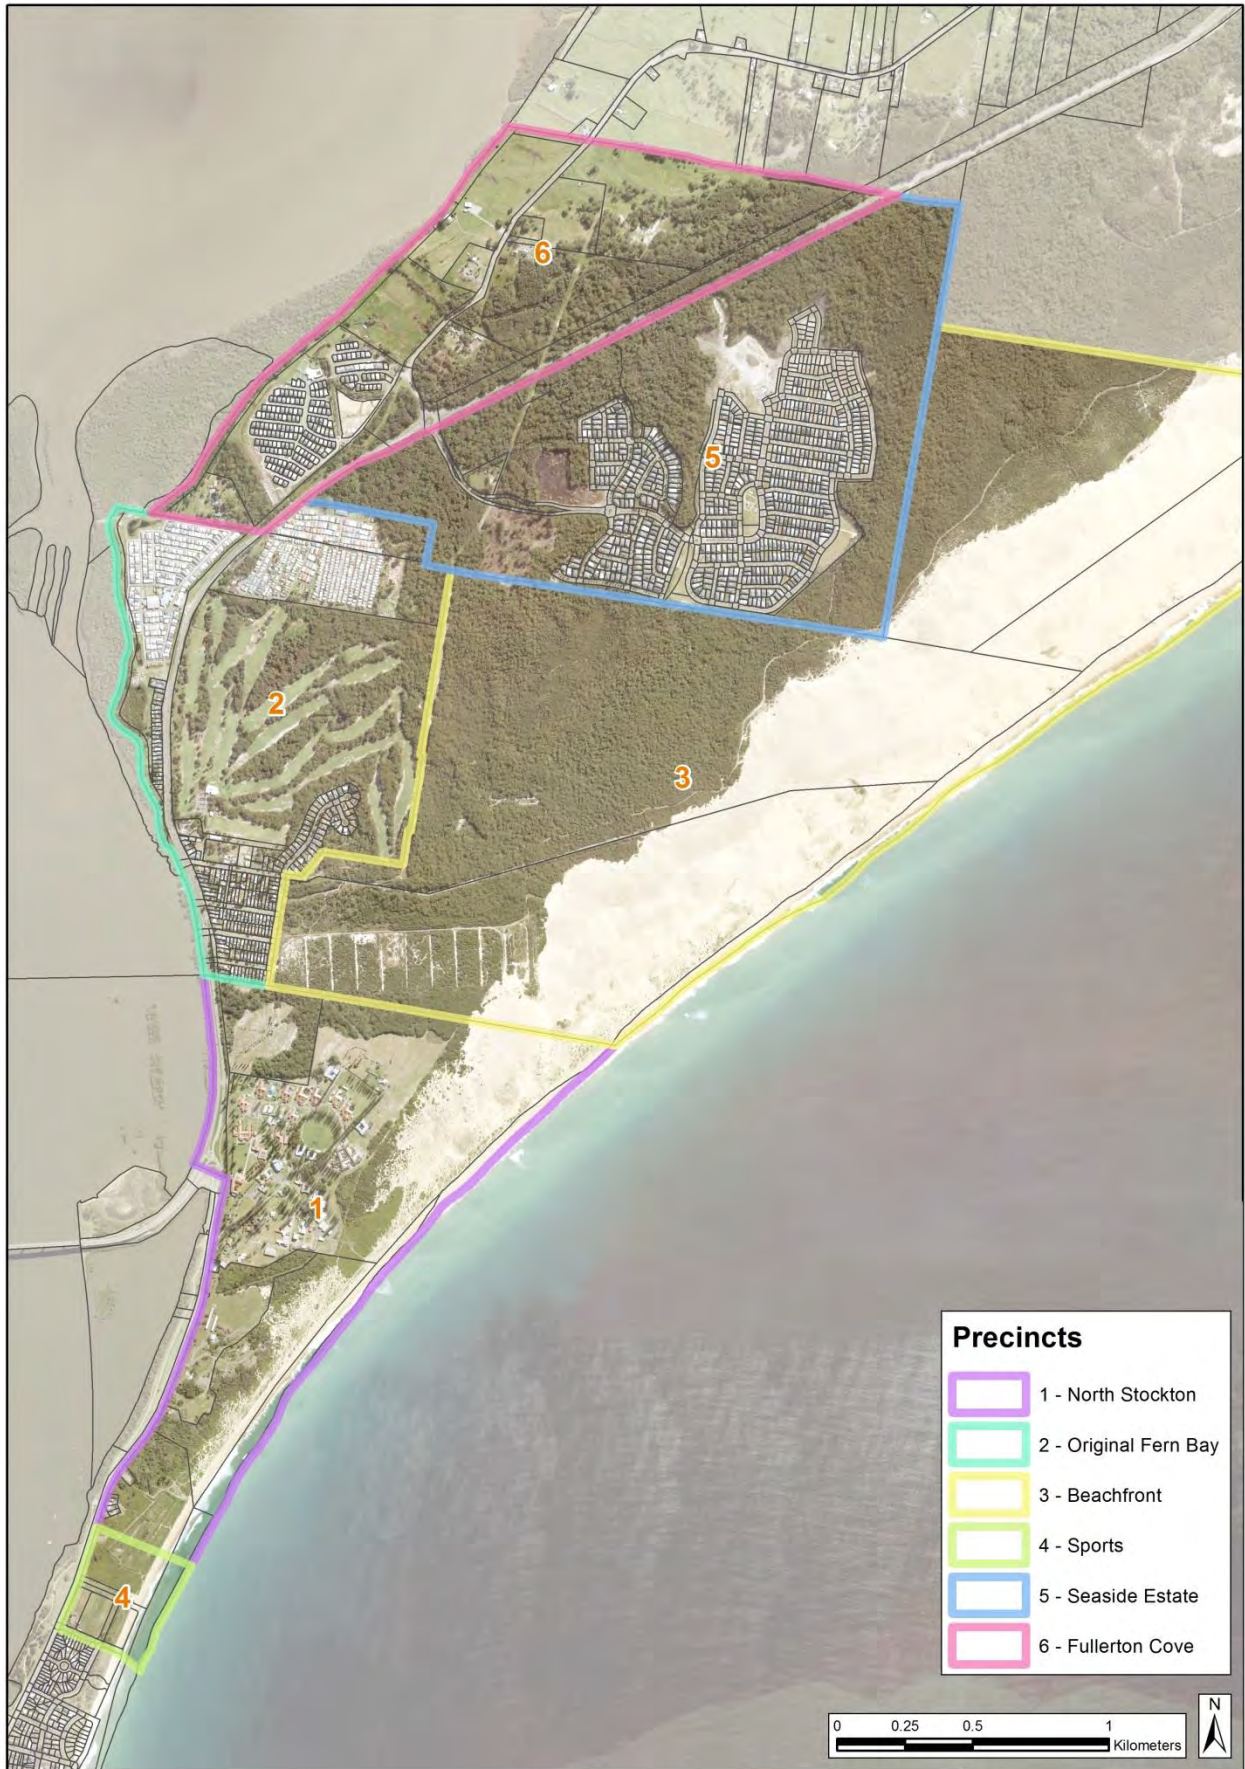 6
5
2
3
1
4
Precincts
1 - North Stockton
2 - Original Fern Bay
3 - Beachfront
4 - Sports
5 - Seaside Estate
6 - Fullerton Cove
N
0 0.25 0.5 1
Kilometers